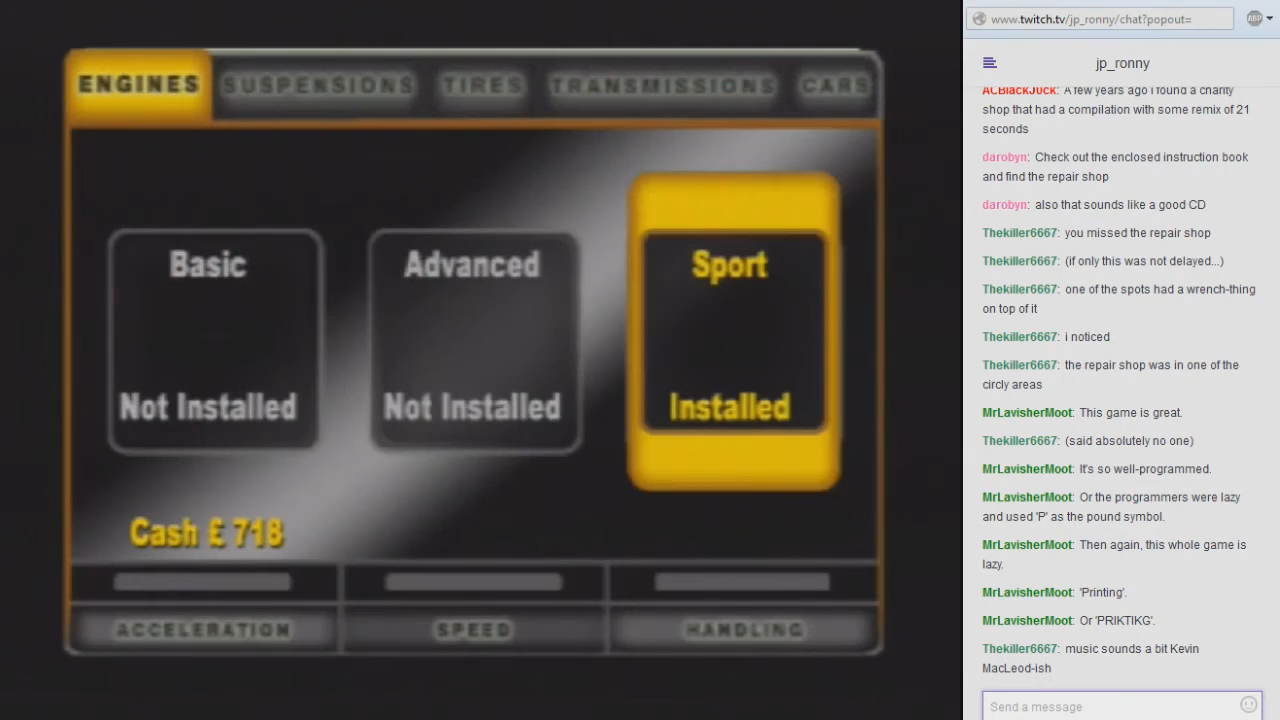 ENGINES SUSPENSIONS TIRES TRANSMISSIONS CARS
Basic
Not Installed
Advanced
Not Installed
Sport
Installed
Cash £ 718
ACCELERATION SPEED HANDLING
www.twitch.tv/jp_ronny/chat?popout=
ABP
jp_ronny
ACBlackJ0ck: A few years ago I found a charity
shop that had a compilation with some remix of 21
seconds
darobyn: Check out the enclosed instruction book
and find the repair shop
darobyn: also that sounds like a good CD
Thekiller6667: you missed the repair shop
Thekiller6667: (if only this was not delayed...)
Thekiller6667: one of the spots had a wrench-thing
on top of it
Thekiller6667: i noticed
Thekiller6667: the repair shop was in one of the
circly areas
MrLavisherMoot: This game is great.
Thekiller6667: (said absolutely no one)
MrLavisherMoot: It's so well-programmed.
MrLavisherMoot: Or the programmers were lazy
and used 'P' as the pound symbol.
MrLavisherMoot: Then again, this whole game is
lazy.
MrLavisherMoot: 'Printing'.
MrLavisherMoot: Or 'PRIKTIKG'.
Thekiller6667: music sounds a bit Kevin
MacLeod-ish
Send a message